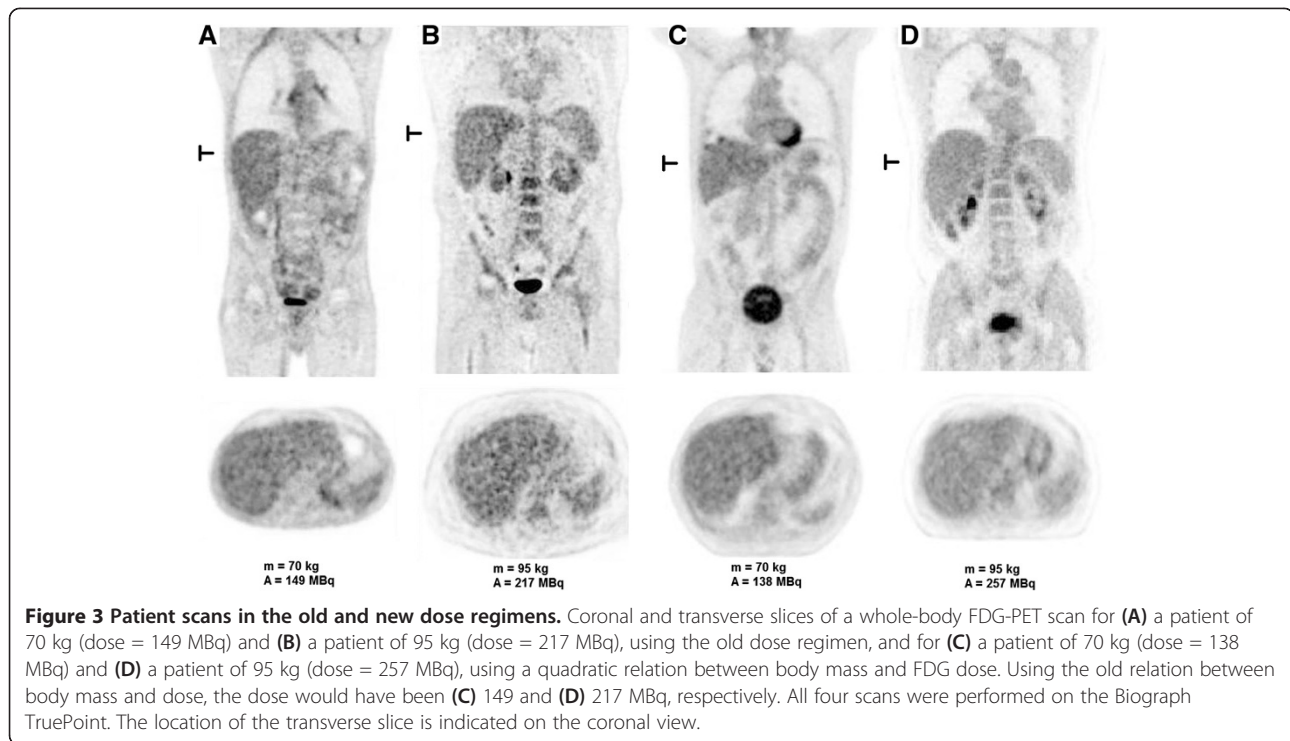 A
B
C
D
m = 70 kg
A = 149 MBq
m = 95 kg
A = 217 MBq
m = 70 kg
A = 138 MBq
m = 95 kg
A = 257 MBq
Figure 3 Patient scans in the old and new dose regimens. Coronal and transverse slices of a whole-body FDG-PET scan for (A) a patient of
70 kg (dose = 149 MBq) and (B) a patient of 95 kg (dose = 217 MBq), using the old dose regimen, and for (C) a patient of 70 kg (dose = 138
MBq) and (D) a patient of 95 kg (dose = 257 MBq), using a quadratic relation between body mass and FDG dose. Using the old relation between
body mass and dose, the dose would have been (C) 149 and (D) 217 MBq, respectively. All four scans were performed on the Biograph
TruePoint. The location of the transverse slice is indicated on the coronal view.